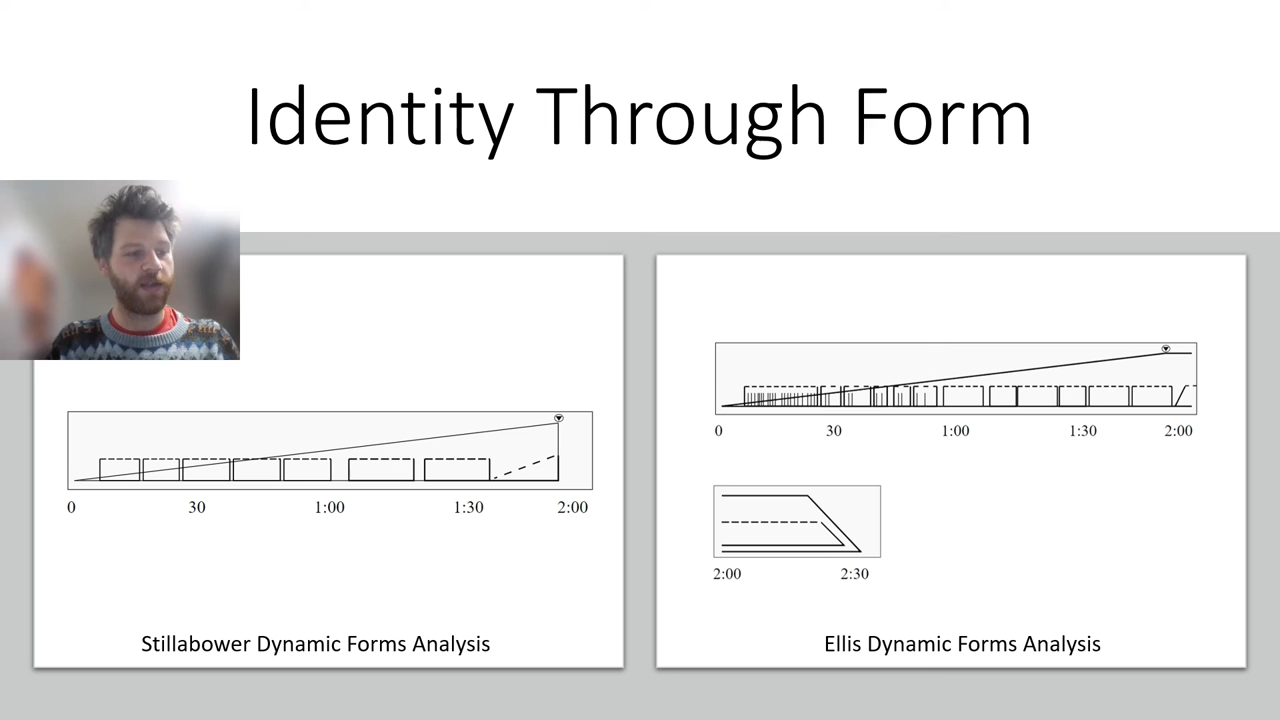 Identity Through Form
0 30 1:00 1:30 2:00
Stillabower Dynamic Forms Analysis
0 30 1:00 1:30 2:00
2:00 2:30
Ellis Dynamic Forms Analysis